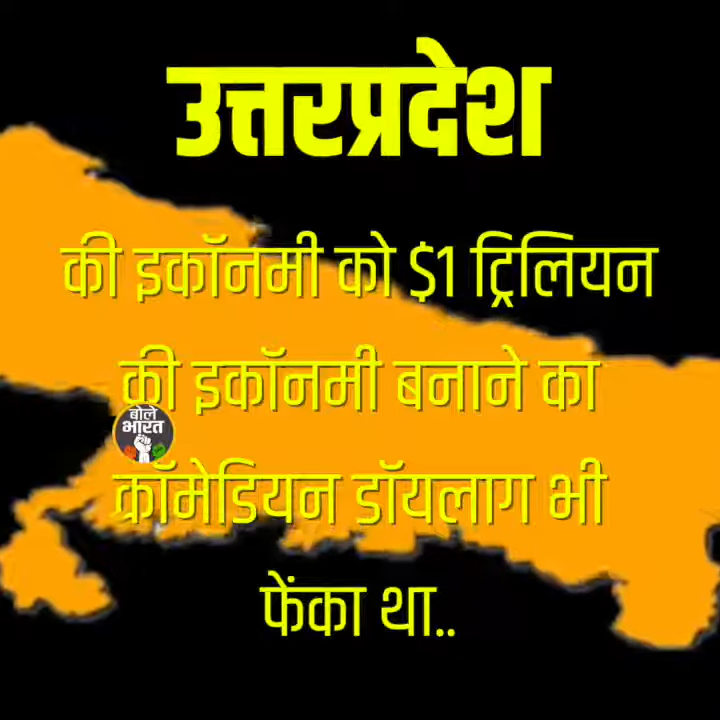 उत्तरप्रदेश
की इकॉनमी को $1 ट्रिलियन
की इकॉनमी बनाने का
बोले
भारत
कॉमेडियन डॉयलाग भी
फेंका था..